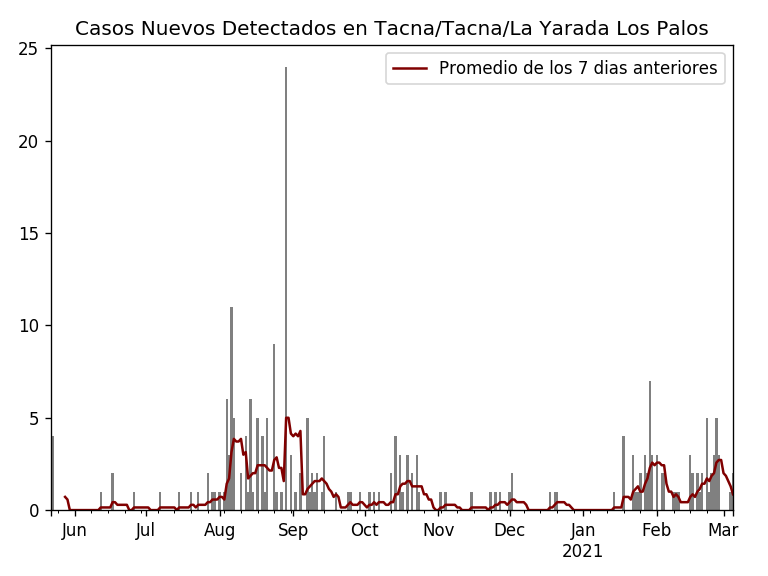 Casos Nuevos Detectados en Tacna/Tacna/La Yarada Los Palos
Promedio de los 7 dias anteriores
25
20
15
10
5
0
Jun Jul Aug Sep Oct Nov Dec Jan Feb Mar
2021